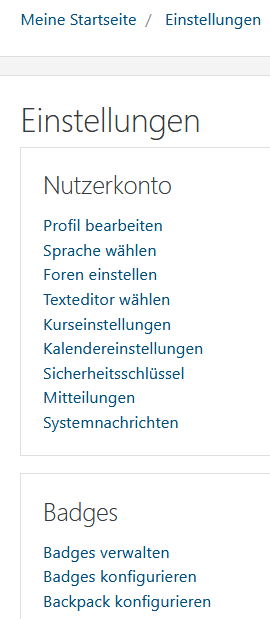 Meine Startseite / Einstellungen
Einstellungen
Nutzerkonto
Profil bearbeiten
Sprache wählen
Foren einstellen
Texteditor wählen
Kurseinstellungen
Kalendereinstellungen
Sicherheitsschlüssel
Mitteilungen
Systemnachrichten
Badges
Badges verwalten
Badges konfigurieren
Backpack konfigurieren